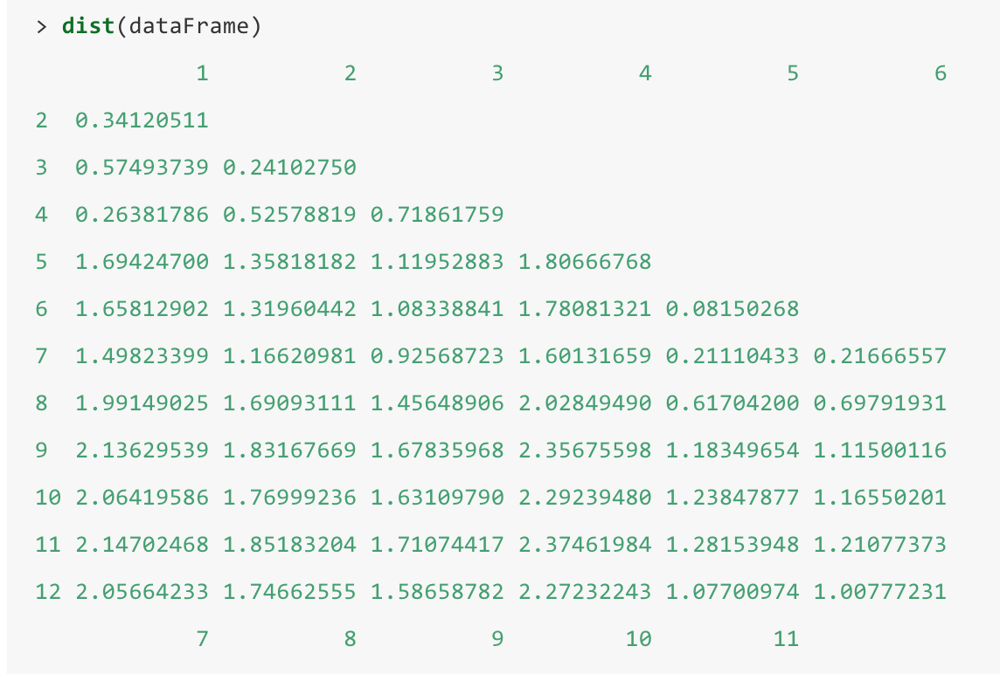 > dist(dataFrame)
1 2 3 4 5 6
2 0.34120511
3 0.57493739 0.24102750
4 0.26381786 0.52578819 0.71861759
5 1.69424700 1.35818182 1.11952883 1.80666768
6 1.65812902 1.31960442 1.08338841 1.78081321 0.08150268
7 1.49823399 1.16620981 0.92568723 1.60131659 0.21110433 0.21666557
8 1.99149025 1.69093111 1.45648906 2.02849490 0.61704200 0.69791931
9 2.13629539 1.83167669 1.67835968 2.35675598 1.18349654 1.11500116
10 2.06419586 1.76999236 1.63109790 2.29239480 1.23847877 1.16550201
11 2.14702468 1.85183204 1.71074417 2.37461984 1.28153948 1.21077373
12 2.05664233 1.74662555 1.58658782 2.27232243 1.07700974 1.00777231
7 8 9 10 11